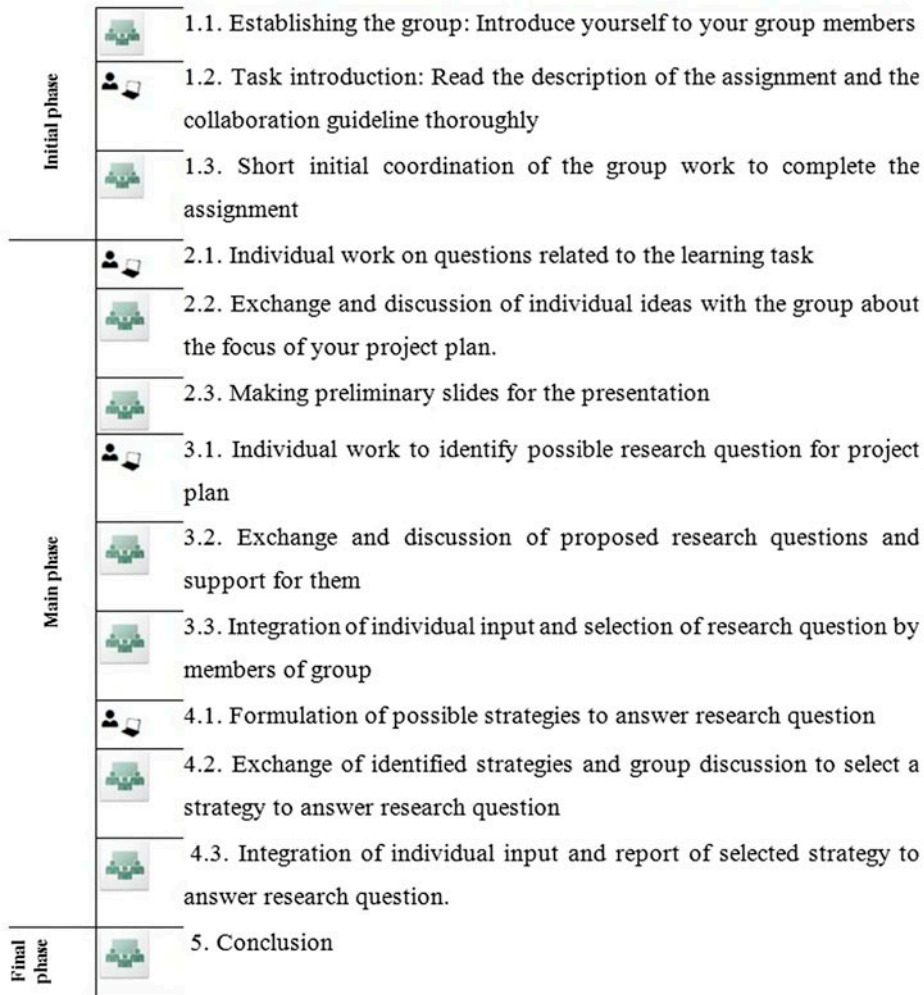 Initial phase
1.1. Establishing the group: Introduce yourself to your group members
1.2. Task introduction: Read the description of the assignment and the
collaboration guideline thoroughly
1.3. Short initial coordination of the group work to complete the
assignment
Main phase
2.1. Individual work on questions related to the learning task
2.2. Exchange and discussion of individual ideas with the group about
the focus of your project plan.
2.3. Making preliminary slides for the presentation
3.1. Individual work to identify possible research question for project
plan
3.2. Exchange and discussion of proposed research questions and
support for them
3.3. Integration of individual input and selection of research question by
members of group
4.1. Formulation of possible strategies to answer research question
4.2. Exchange of identified strategies and group discussion to select a
strategy to answer research question
4.3. Integration of individual input and report of selected strategy to
answer research question.
Final
phase
5. Conclusion